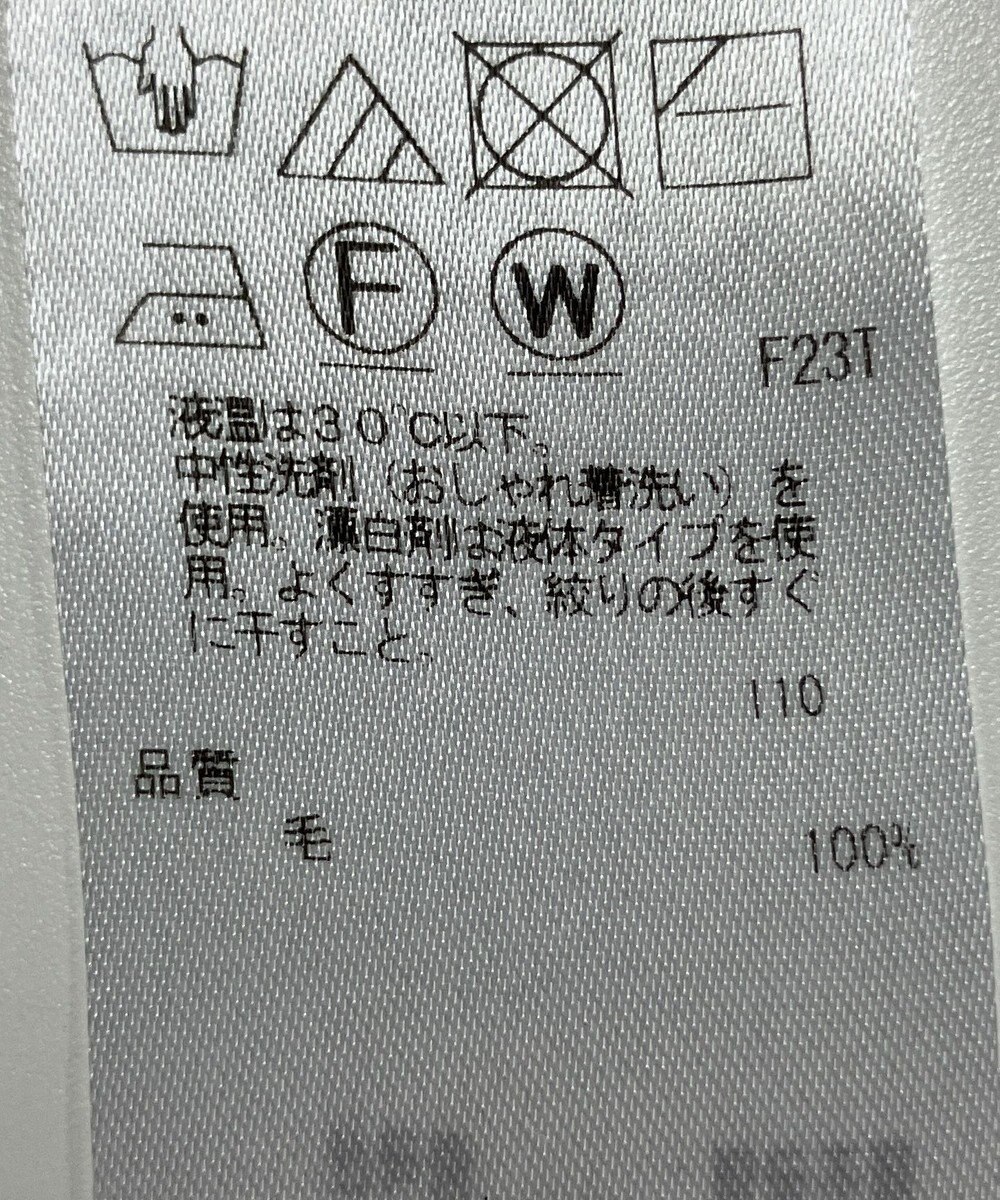 F W
F23T
液温は30℃以下。
中性洗剤（おしゃれ着洗い）を
使用。漂白剤は液体タイプを使
用。よくすすぎ、絞りの後すぐ
に干すこと。
110
品質
毛 100%